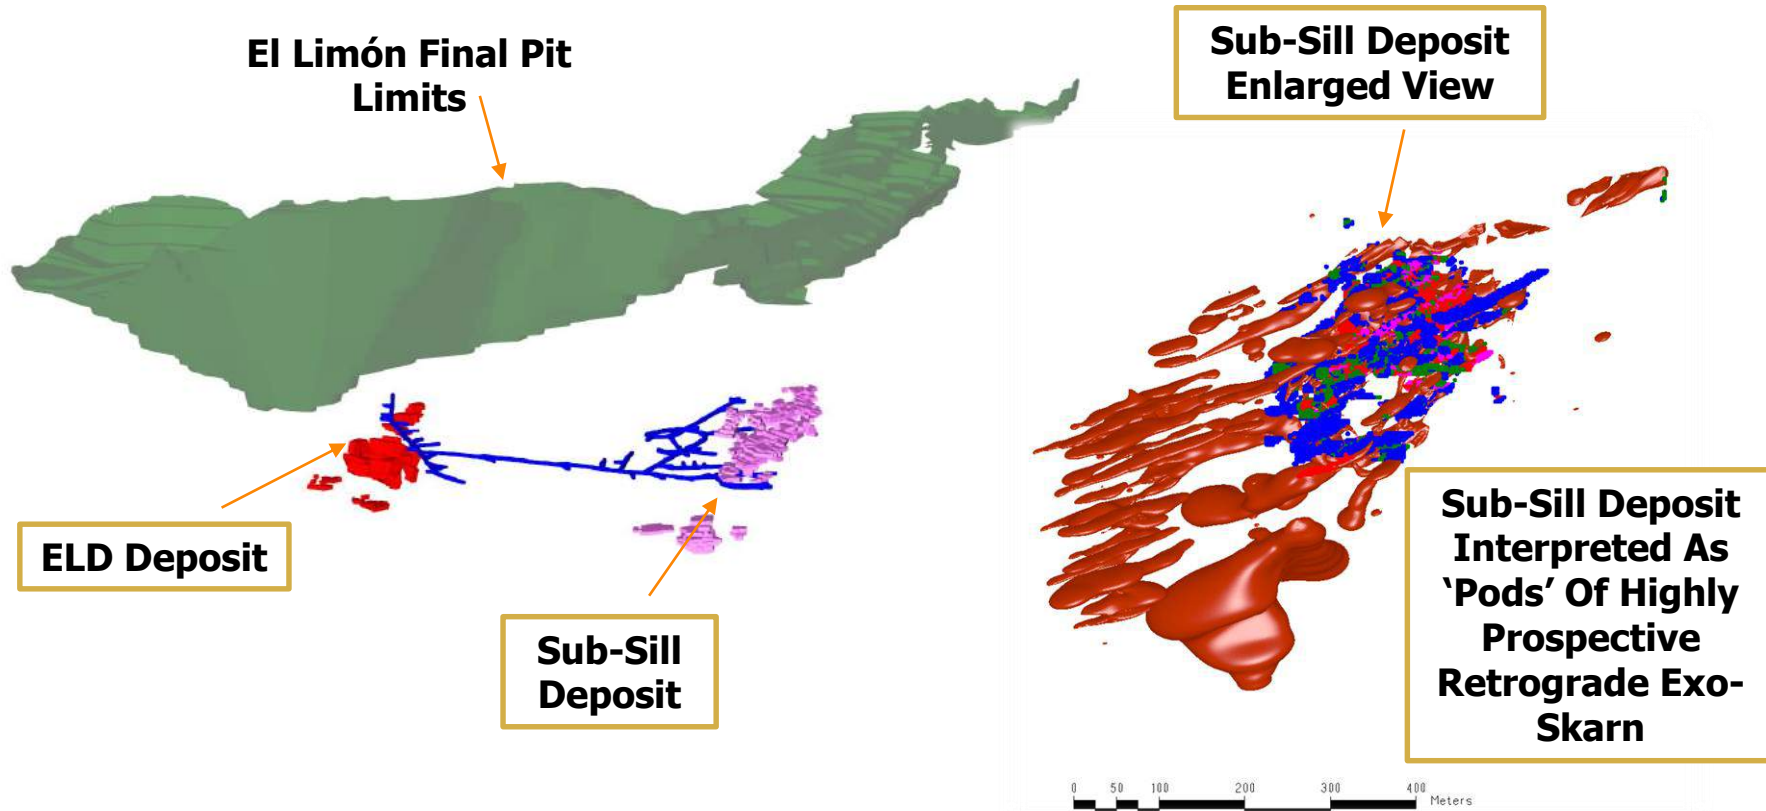 El Limón Final Pit
Limits
ELD Deposit
Sub-Sill
Deposit
Sub-Sill Deposit
Enlarged View
Sub-Sill Deposit
Interpreted As
‘Pods’ Of Highly
Prospective
Retrograde Exo-
Skarn
0 50 100 200 300 400
Meters